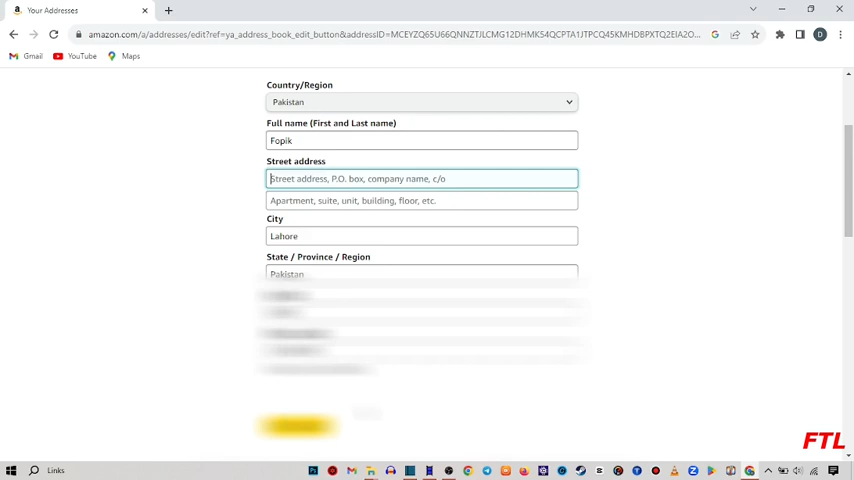 Your Addresses
amazon.com/a/addresses/edit?ref=ya_address_book_edit_button&addressID=MCEYZQ65U66QNNZTJLCMG12DHMK54QCPTA1JTPCQ45KMHDBPXTQ2EA2O...
D
Gmail YouTube Maps
Country/Region
Pakistan
Full name (First and Last name)
Fopik
Street address
Street address, P.O. box, company name, c/o
Apartment, suite, unit, building, floor, etc.
City
Lahore
State / Province / Region
Pakistan
FTL
Links